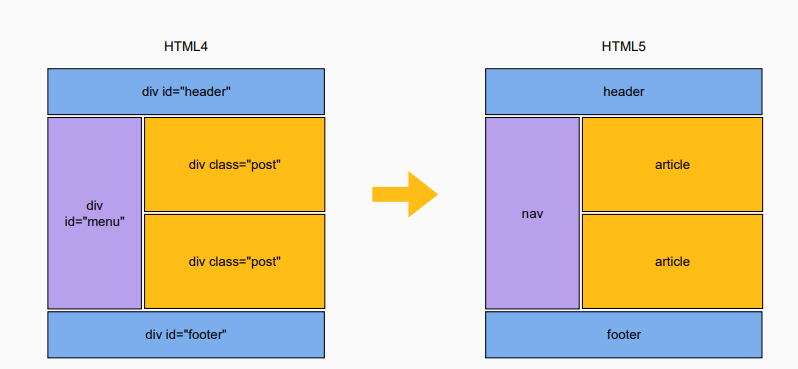 HTML4
div id="header"
div
id="menu"
div class="post"
div class="post"
div id="footer"
HTML5
header
nav
article
article
footer